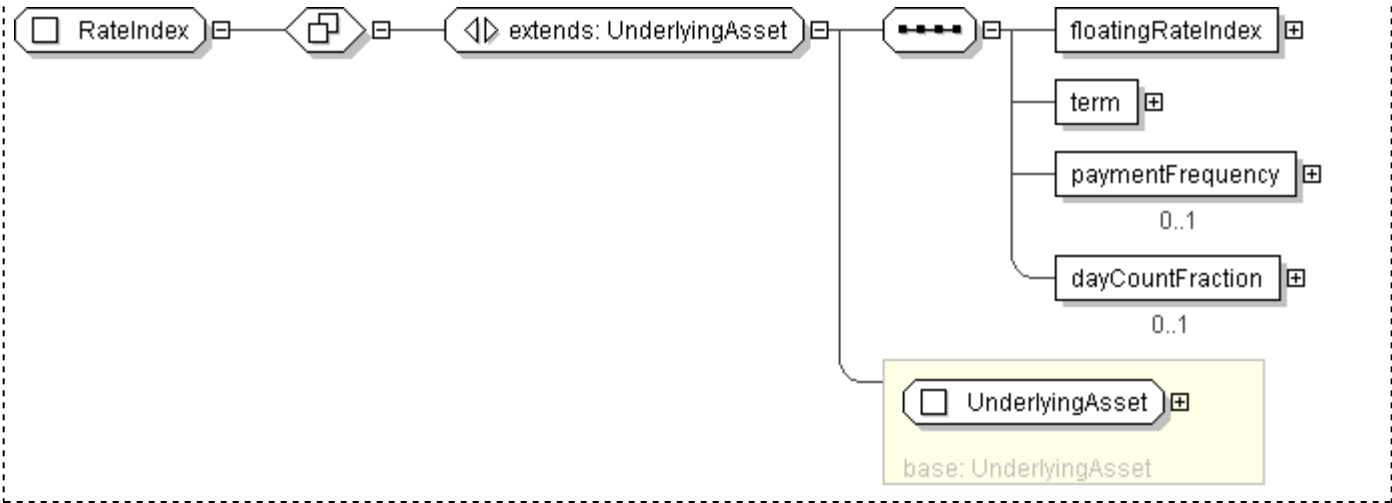 RateIndex
extends: UnderlyingAsset
floatingRateIndex
term
paymentFrequency
0..1
dayCountFraction
0..1
UnderlyingAsset
base: UnderlyingAsset